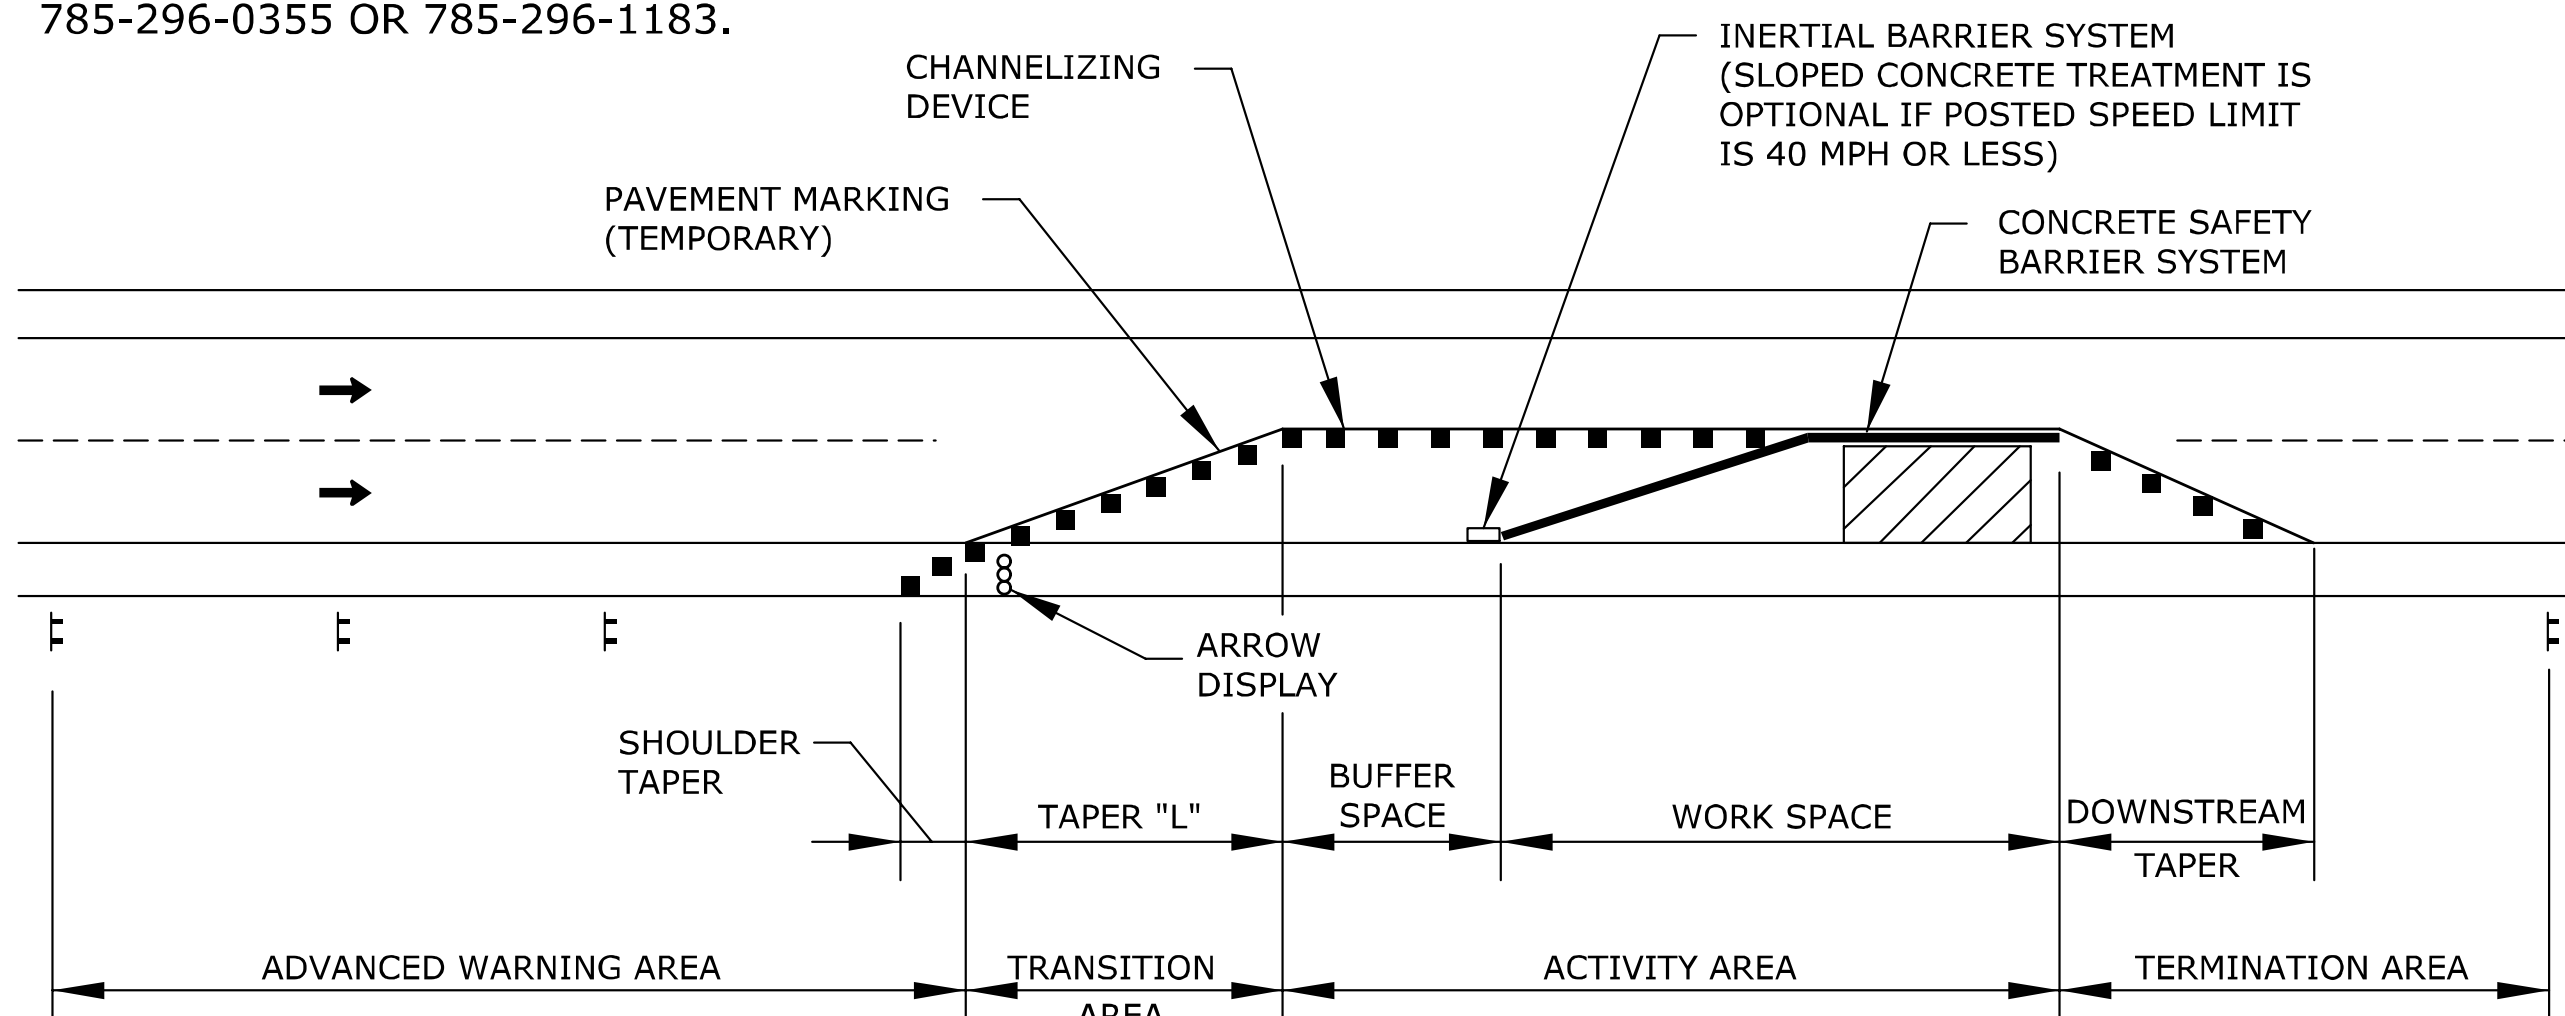 785-296-0355 OR 785-296-1183.
CHANNELIZING
DEVICE
INERTIAL BARRIER SYSTEM
(SLOPED CONCRETE TREATMENT IS
OPTIONAL IF POSTED SPEED LIMIT
IS 40 MPH OR LESS)
PAVEMENT MARKING
(TEMPORARY)
CONCRETE SAFETY
BARRIER SYSTEM
ARROW
DISPLAY
SHOULDER
TAPER
TAPER "L"
BUFFER
SPACE
WORK SPACE
DOWNSTREAM
TAPER
ADVANCED WARNING AREA
TRANSITION
AREA
ACTIVITY AREA
TERMINATION AREA